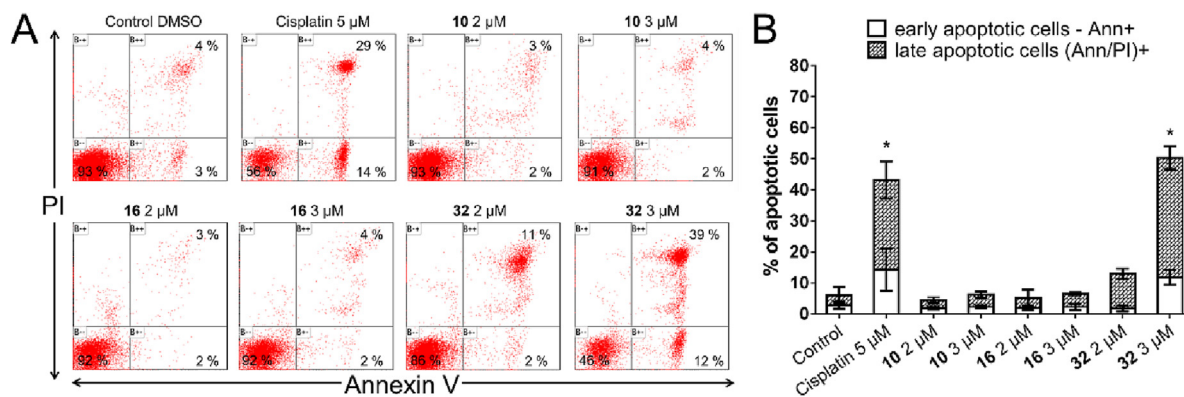 A
Control DMSO
Cisplatin 5 µM
10 2 µM
10 3 µM
B-+
B++
4 %
B--
B+-
93 %
3 %
B-+
B++
29 %
B--
B+-
56 %
14 %
B-+
B++
3 %
B--
B+-
93 %
2 %
B-+
B++
4 %
B--
B+-
91 %
2 %
PI
16 2 µM
16 3 µM
32 2 µM
32 3 µM
B-+
B++
3 %
B--
B+-
92 %
2 %
B-+
B++
4 %
B--
B+-
92 %
2 %
B-+
B++
11 %
B--
B+-
86 %
2 %
B-+
B++
39 %
B--
B+-
46 %
12 %
Annexin V
B
early apoptotic cells - Ann+
late apoptotic cells (Ann/PI)+
% of apoptotic cells
80
70
60
50
40
30
20
10
0
*
*
Control
Cisplatin 5 µM
10 2 µM
10 3 µM
16 2 µM
16 3 µM
32 2 µM
32 3 µM